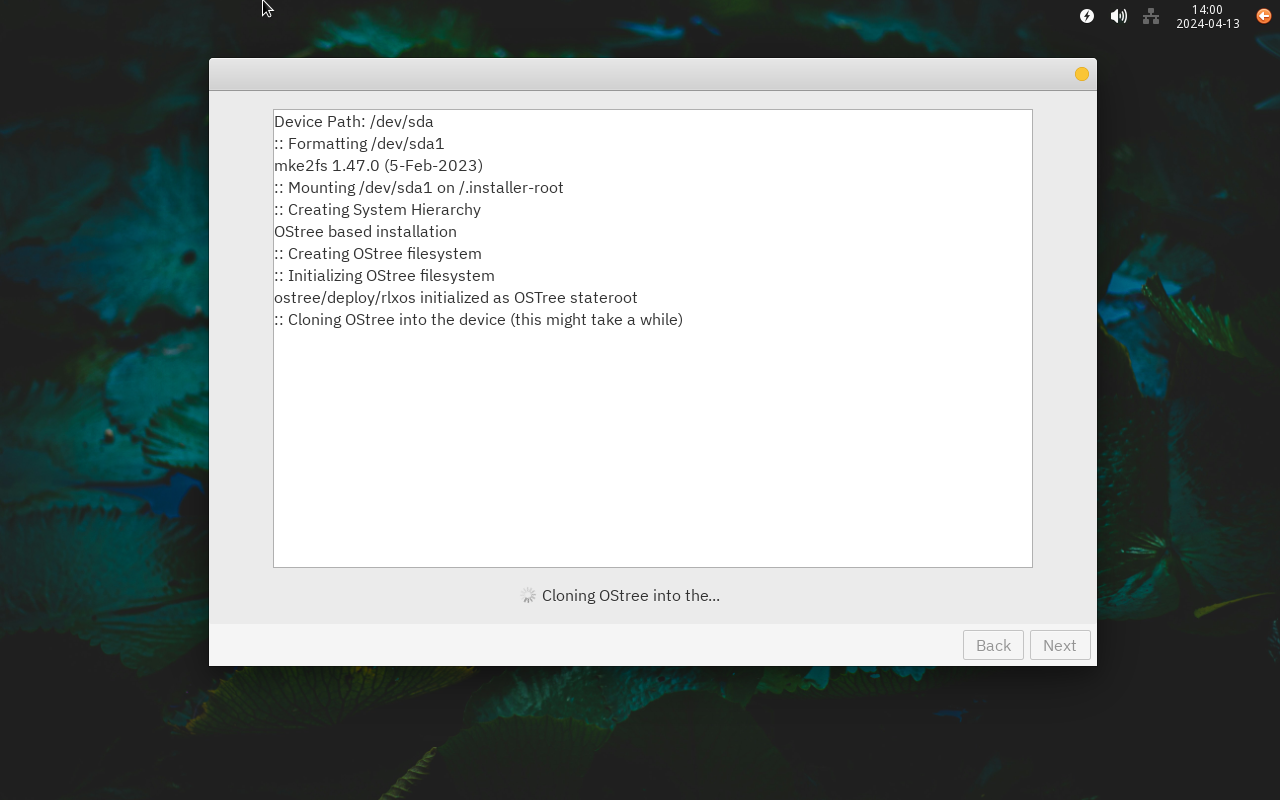 14:00
2024-04-13
Device Path: /dev/sda
:: Formatting /dev/sda1
mke2fs 1.47.0 (5-Feb-2023)
:: Mounting /dev/sda1 on /.installer-root
:: Creating System Hierarchy
OStree based installation
:: Creating OStree filesystem
:: Initializing OStree filesystem
ostree/deploy/rlxos initialized as OSTree stateroot
:: Cloning OStree into the device (this might take a while)
Cloning OStree into the...
Back Next